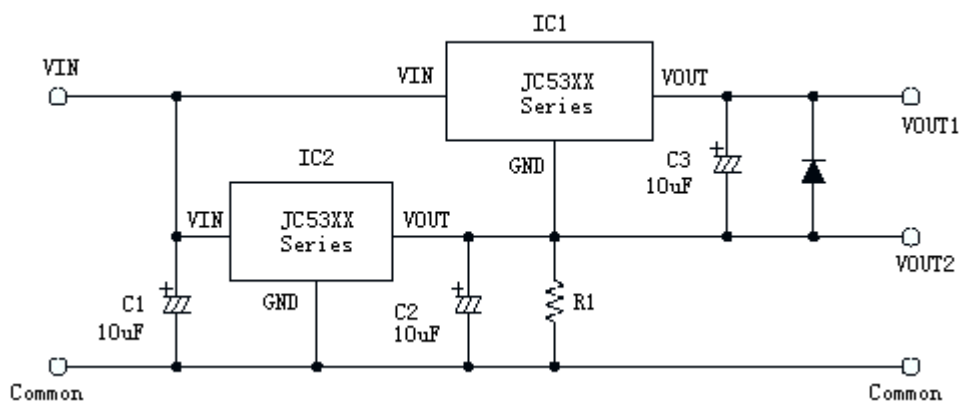 IC1
VIN
VIN
JC53XX
Series
VOUT
VOUT1
GND
C3
10uF
IC2
VIN
JC53XX
Series
VOUT
VOUT2
C1
10uF
GND
C2
10uF
R1
Common
Common